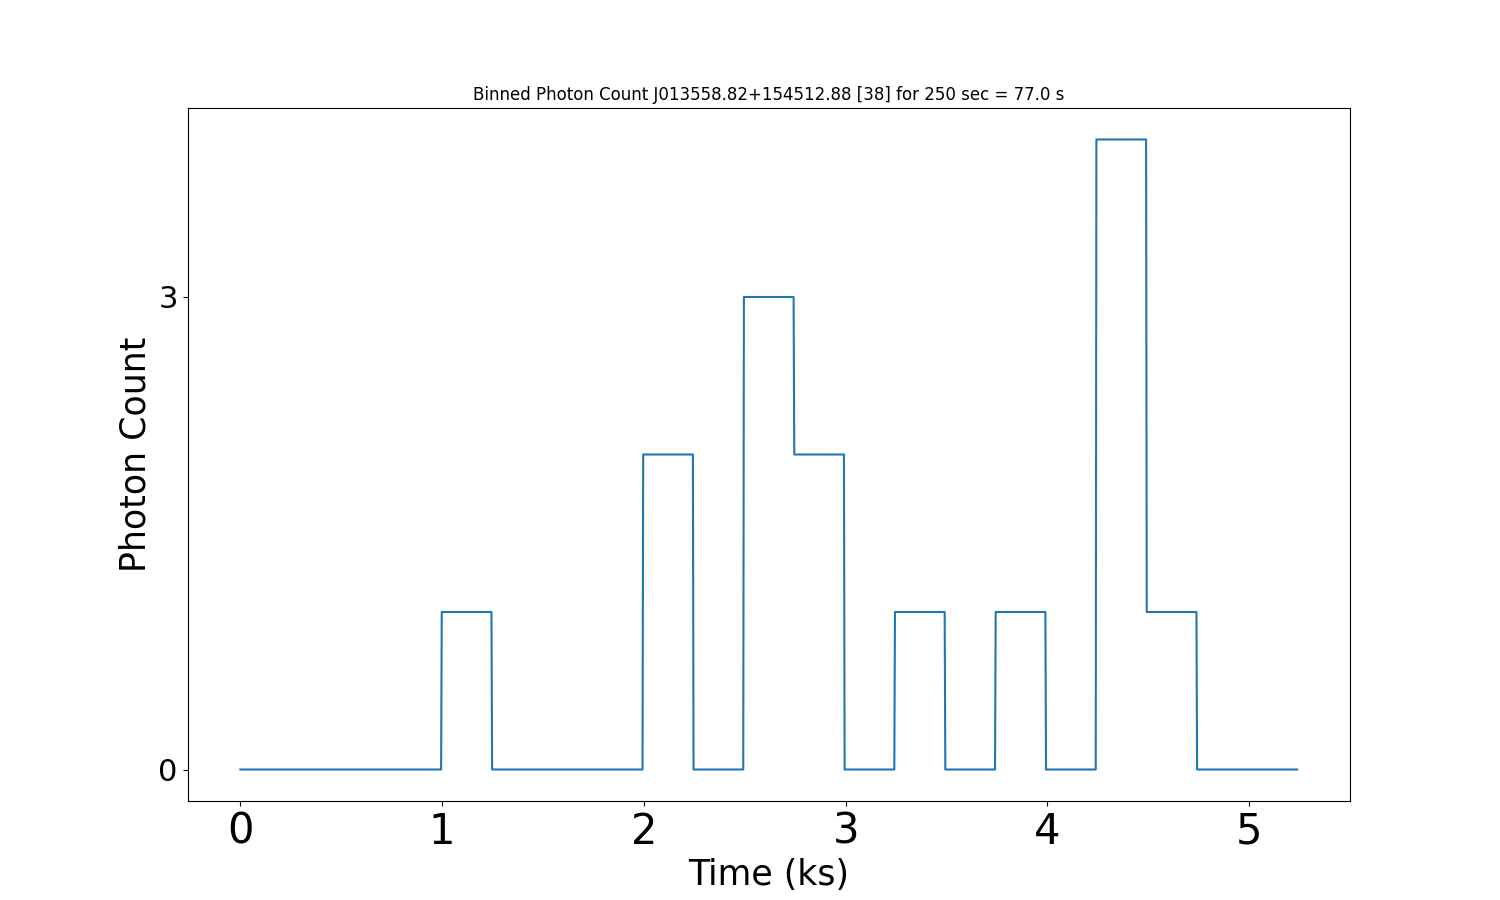 Binned Photon Count J013558.82+154512.88 [38] for 250 sec = 77.0 s
3
0
Photon Count
0 1 2 3 4 5
Time (ks)